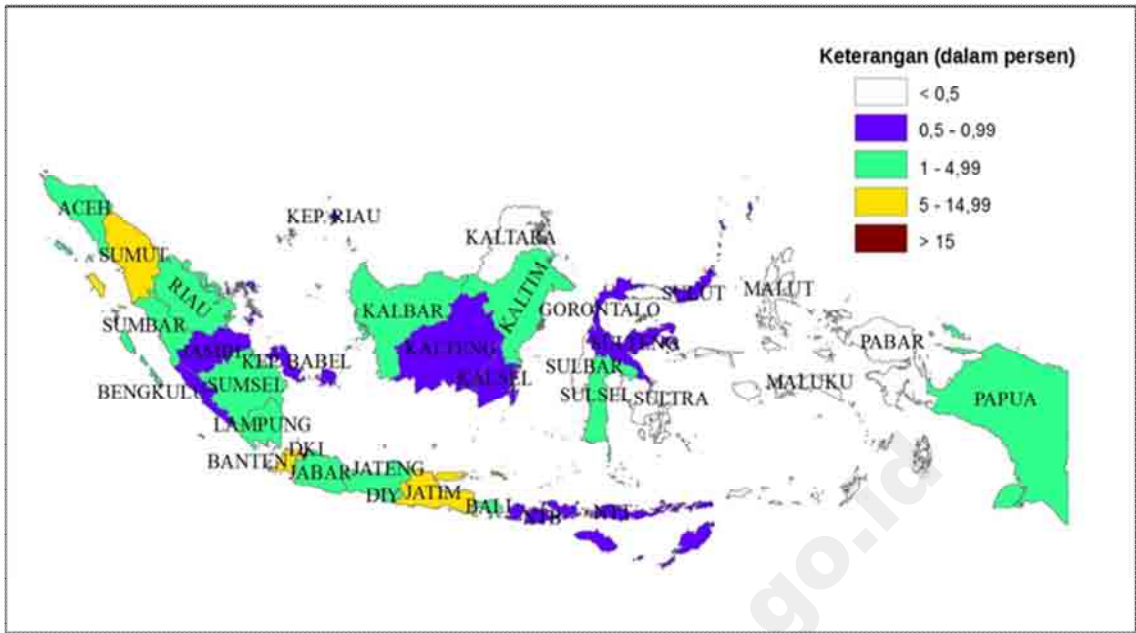 Keterangan (dalam persen)
< 0,5
0,5 - 0,99
1 - 4,99
5 - 14,99
> 15
ACEH
SUMUT
RIAU
SUMBAR
JAMBI
KEP. BABEL
BENGKULU
SUMSEL
LAMPUNG
KEP. RIAU
KALTARA
KALBAR
KALTIM
KALTENG
KALSEL
GORONTALO
SULUT
SULTENG
SULBAR
SULSEL
SULTRA
MALUT
PABAR
MALUKU
PAPUA
BANTEN
DKI
JABAR
JATENG
DIY
JATIM
BALI
NTB
NTT
go.id